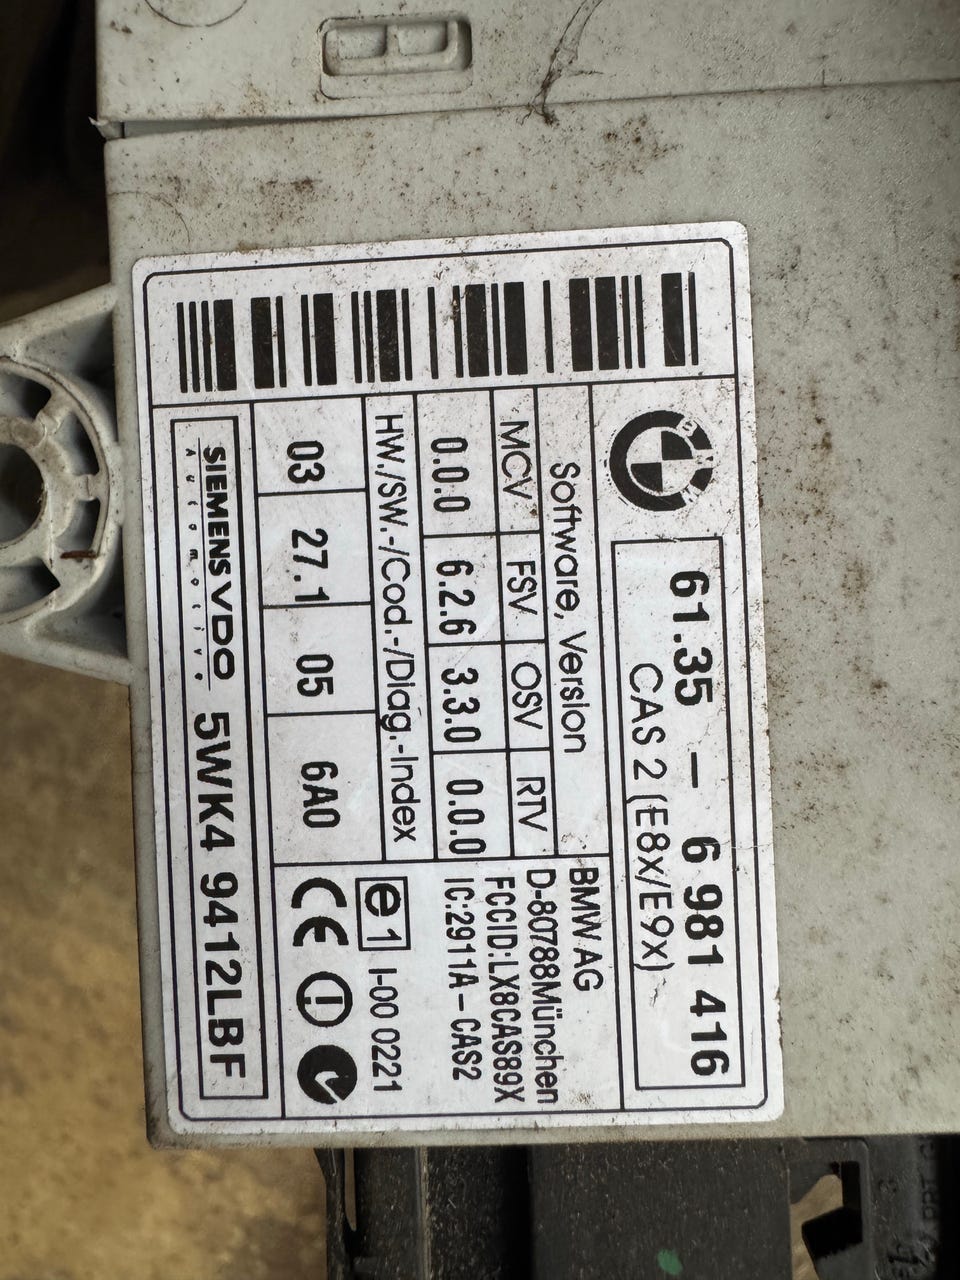 BMW
61.35 – 6 981 416
CAS 2 (E8x/E9x)
Software, Version
MCV FSV OSV RTV
0.0.0 6.2.6 3.3.0 0.0.0
HW./SW.-/Cod.-/Diag.-Index
03 27.1 05 6A0
BMW AG
D-80788München
FCCID:LX8CAS89X
IC:2911A-CAS2
e1 I-00 0221
CE
SIEMENS VDO
Automotive
5WK4 9412LBF